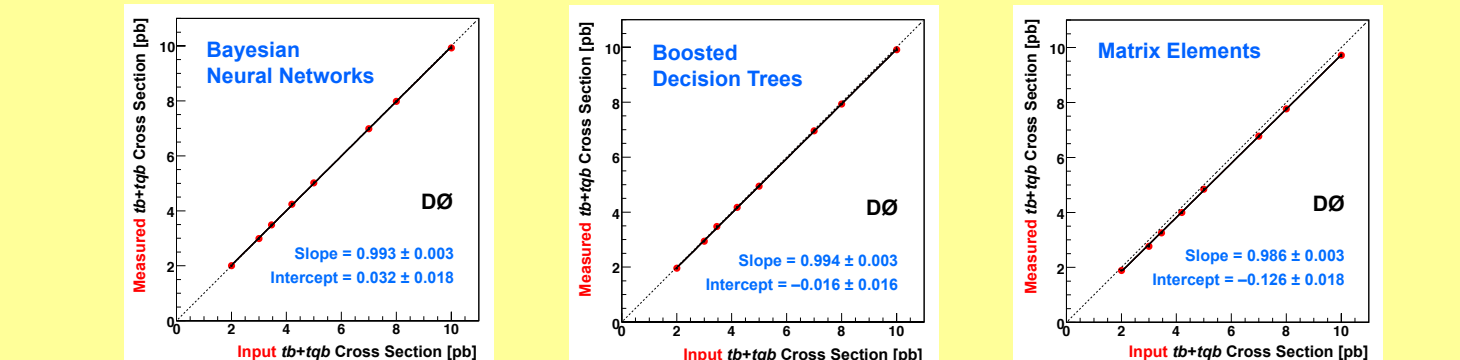 Measured tb+tqb Cross Section [pb]
10
8
6
4
2
0
Bayesian
Neural Networks
DØ
Slope = 0.993 ± 0.003
Intercept = 0.032 ± 0.018
0 2 4 6 8 10
Input tb+tqb Cross Section [pb]
Measured tb+tqb Cross Section [pb]
10
8
6
4
2
0
Boosted
Decision Trees
DØ
Slope = 0.994 ± 0.003
Intercept = –0.016 ± 0.016
0 2 4 6 8 10
Input tb+tqb Cross Section [pb]
Measured tb+tqb Cross Section [pb]
10
8
6
4
2
0
Matrix Elements
DØ
Slope = 0.986 ± 0.003
Intercept = –0.126 ± 0.018
0 2 4 6 8 10
Input tb+tqb Cross Section [pb]